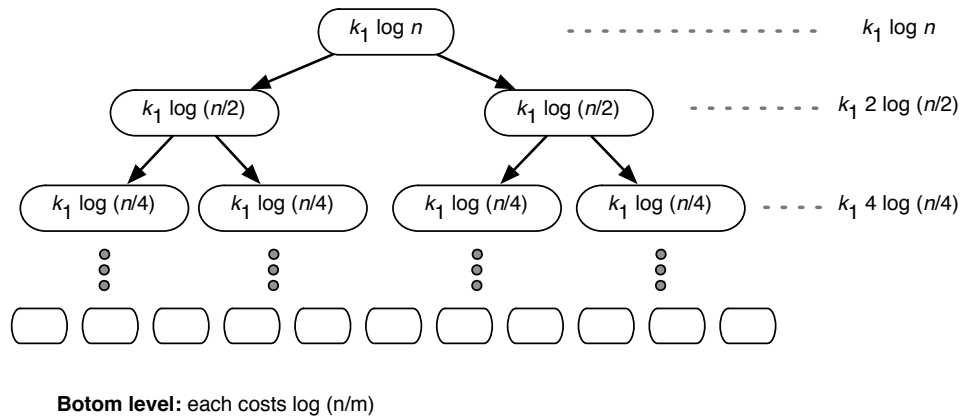 k₁ log n k₁ log n
k₁ log (n/2) k₁ log (n/2) k₁ 2 log (n/2)
k₁ log (n/4) k₁ log (n/4) k₁ log (n/4) k₁ log (n/4) k₁ 4 log (n/4)
Botom level: each costs log (n/m)